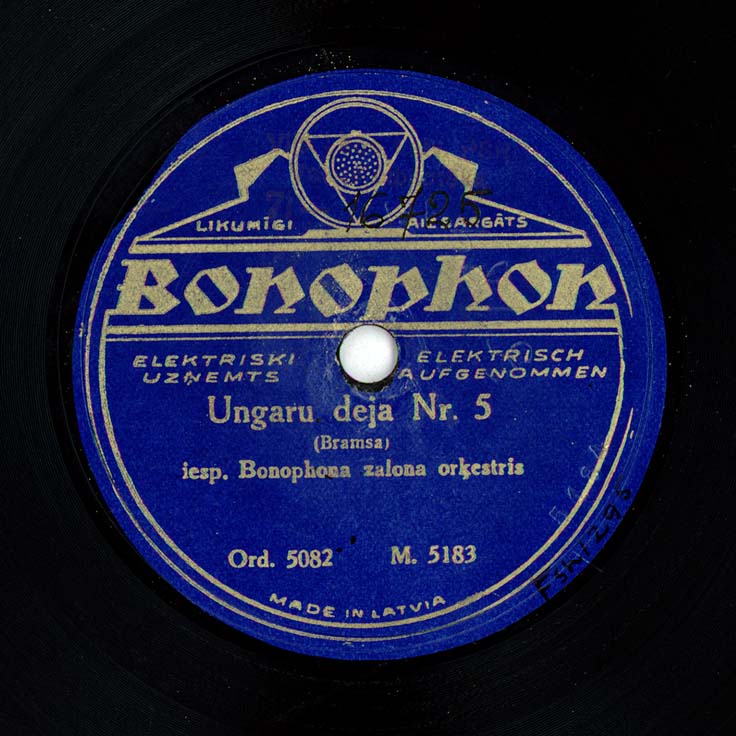 16725
LIKUMĪGI AIZSARGĀTS
Bonophon
ELEKTRISKI ELEKTRISCH
UZŅEMTS AUFGENOMMEN
Ungaru deja Nr. 5
(Bramsa)
iesp. Bonophona zalona orķestris
Ord. 5082 M. 5183
MADE IN LATVIA